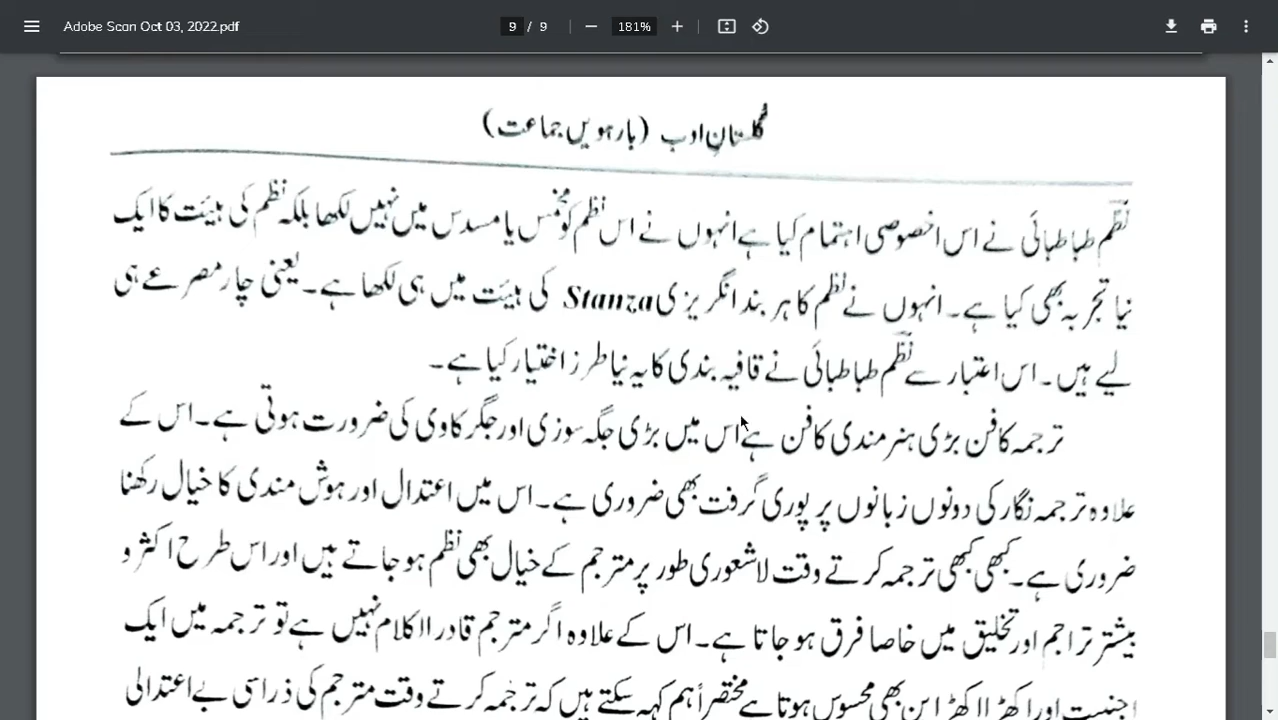 Adobe Scan Oct 03, 2022.pdf
9 / 9
181%
گلستانِ ادب (بارھویں جماعت)
نظم طباطبائی نے اس اخصوصی اہتمام کیا ہے انہوں نے اس نظم کو مخمس یا مسدس میں نہیں لکھا بلکہ نظم کی ہیئت کا ایک
نیا تجربہ بھی کیا ہے۔ انہوں نے نظم کا ہر بند انگریزی Stanza کی ہیئت میں ہی لکھا ہے۔ یعنی چار مصرعے ہی
لیے ہیں۔ اس اعتبار سے نظم طباطبائی نے قافیہ بندی کا یہ نیا طرز اختیار کیا ہے۔
ترجمہ کا فن بڑی ہنر مندی کا فن ہے اس میں بڑی جگہ سوزی اور جگر کاوی کی ضرورت ہوتی ہے۔ اس کے
علاوہ ترجمہ نگار کی دونوں زبانوں پر پوری گرفت بھی ضروری ہے۔ اس میں اعتدال اور ہوش مندی کا خیال رکھنا
ضروری ہے۔ کبھی کبھی ترجمہ کرتے وقت لاشعوری طور پر مترجم کے خیال بھی نظم ہو جاتے ہیں اور اس طرح اکثر و
بیشتر تراجم اور تخلیق میں خاصا فرق ہو جاتا ہے۔ اس کے علاوہ اگر مترجم قادر االکلام نہیں ہے تو ترجمہ میں ایک
اجنبیت اور اکھڑا اکھڑا پن بھی محسوس ہوتا ہے مختصراً ہم کہہ سکتے ہیں کہ ترجمہ کرتے وقت مترجم کی ذرا سی بے اعتدالی